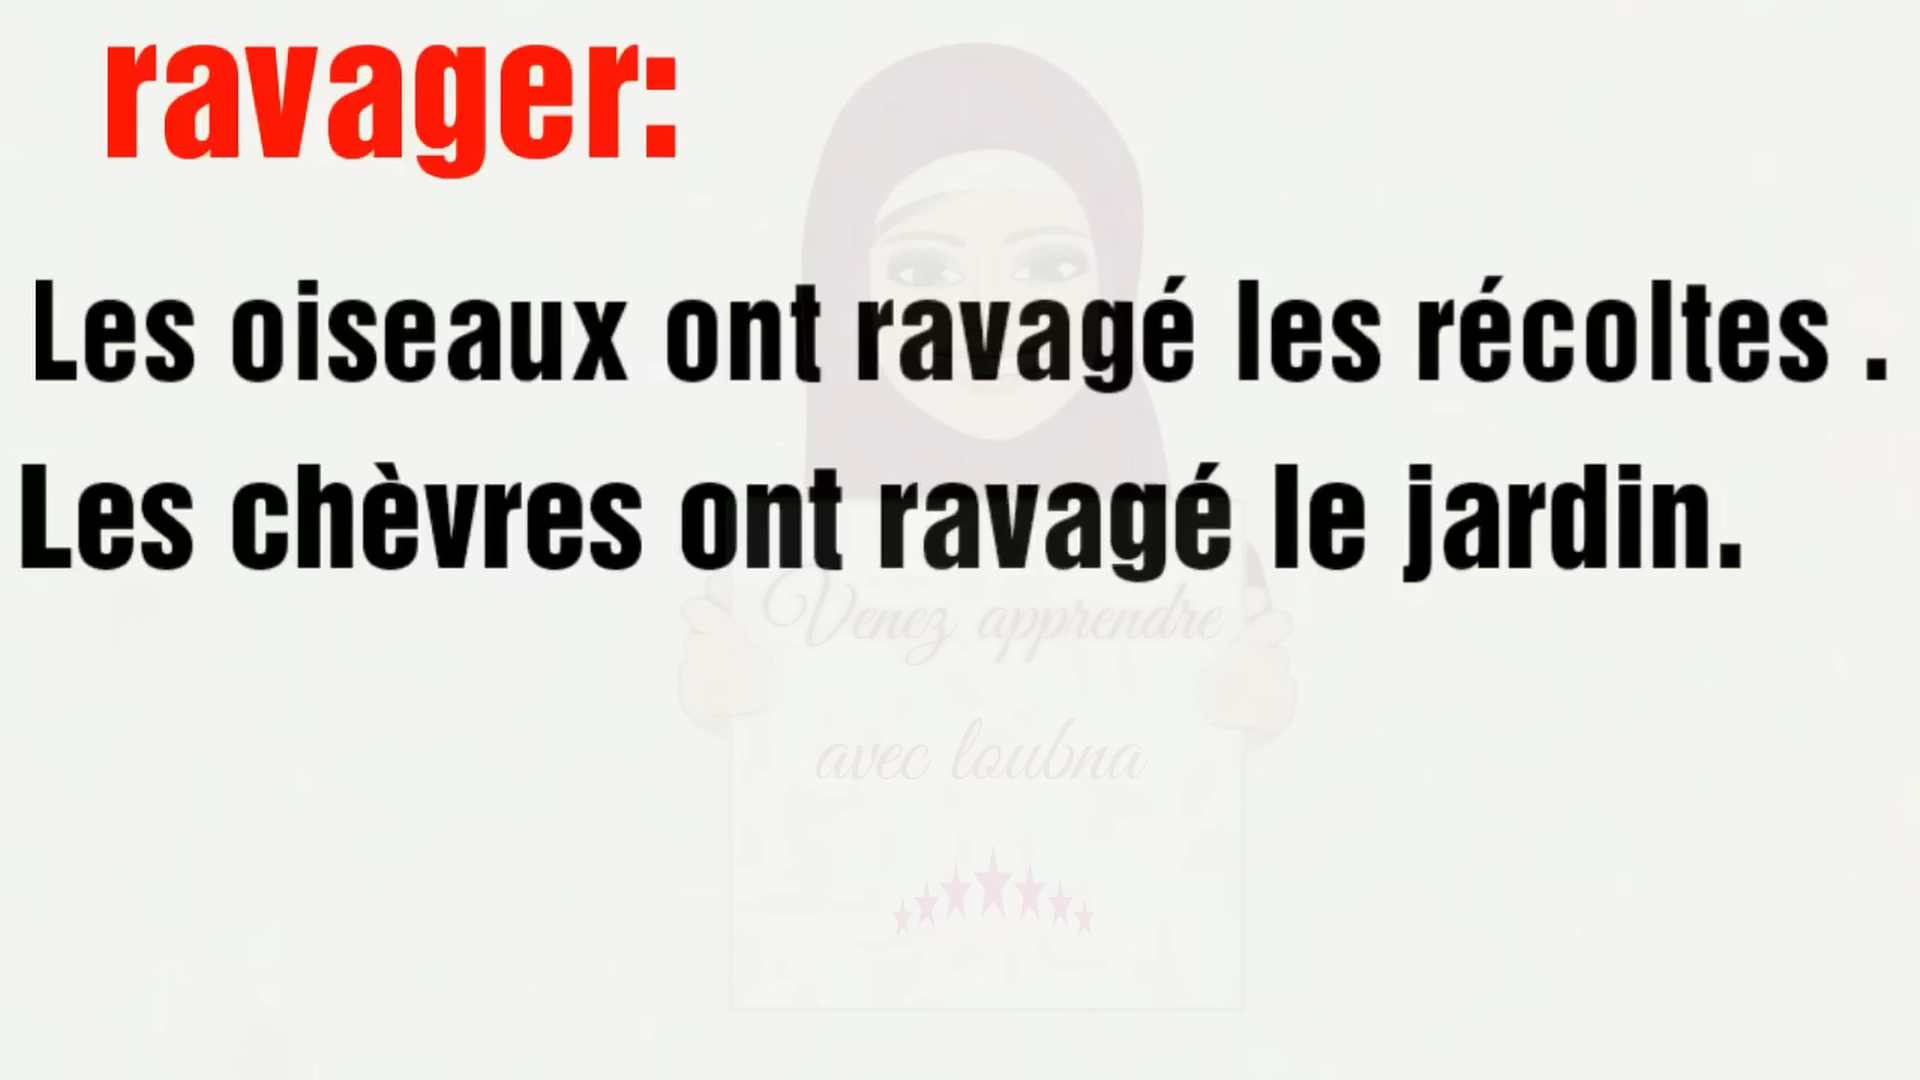 ravager:
Les oiseaux ont ravagé les récoltes .
Les chèvres ont ravagé le jardin.
Venez apprendre
avec loubna